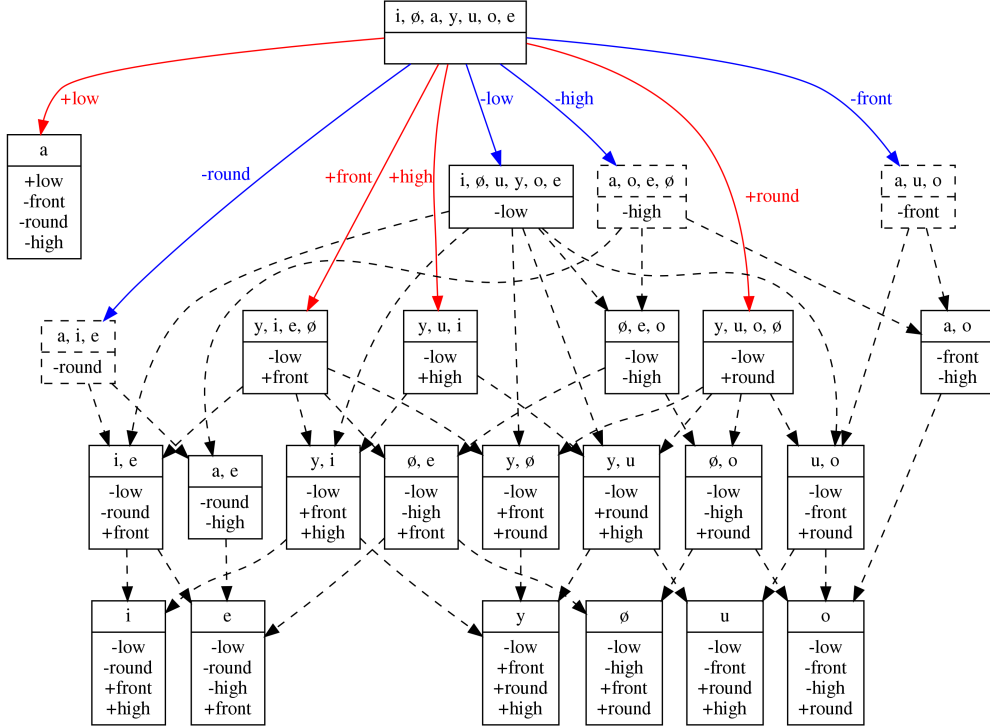 i, ø, a, y, u, o, e
+low
-low
-high
-front
a
+low
-front
-round
-high
-round
+front
+high
i, ø, u, y, o, e
-low
a, o, e, ø
-high
+round
a, u, o
-front
a, i, e
-round
y, i, e, ø
-low
+front
y, u, i
-low
+high
ø, e, o
-low
-high
y, u, o, ø
-low
+round
a, o
-front
-high
i, e
-low
-round
+front
a, e
-round
-high
y, i
-low
+front
+high
ø, e
-low
-high
+front
y, ø
-low
+front
+round
y, u
-low
+round
+high
ø, o
-low
-high
+round
u, o
-low
-front
+round
i
-low
-round
+front
+high
e
-low
-round
-high
+front
y
-low
+front
+round
+high
ø
-low
-high
+front
+round
u
-low
-front
+round
+high
o
-low
-front
-high
+round